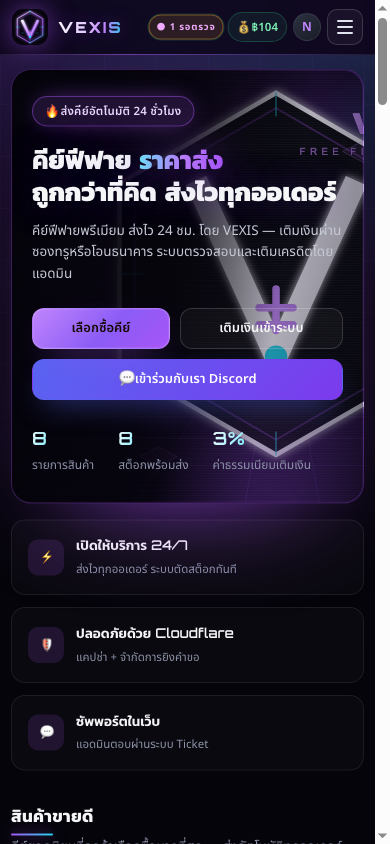 VEXIS
1 รอตรวจ
฿104
N
🔥ส่งคีย์อัตโนมัติ 24 ชั่วโมง
คีย์ฟีฟาย ราคาส่ง
ถูกกว่าที่คิด ส่งไวทุกออเดอร์
คีย์ฟีฟายพรีเมียม ส่งไว 24 ชม. โดย VEXIS — เติมเงินผ่าน
ซองทรูหรือโอนธนาคาร ระบบตรวจสอบและเติมเครดิตโดย
แอดมิน
เลือกซื้อคีย์
เติมเงินเข้าระบบ
💬เข้าร่วมกับเรา Discord
8
8
3%
รายการสินค้า
สต็อกพร้อมส่ง
ค่าธรรมเนียมเติมเงิน
เปิดให้บริการ 24/7
ส่งไวทุกออเดอร์ ระบบตัดสต็อกทันที
ปลอดภัยด้วย Cloudflare
แคปช่า + จำกัดการยิงคำขอ
ซัพพอร์ตในเว็บ
แอดมินตอบผ่านระบบ Ticket
สินค้าขายดี